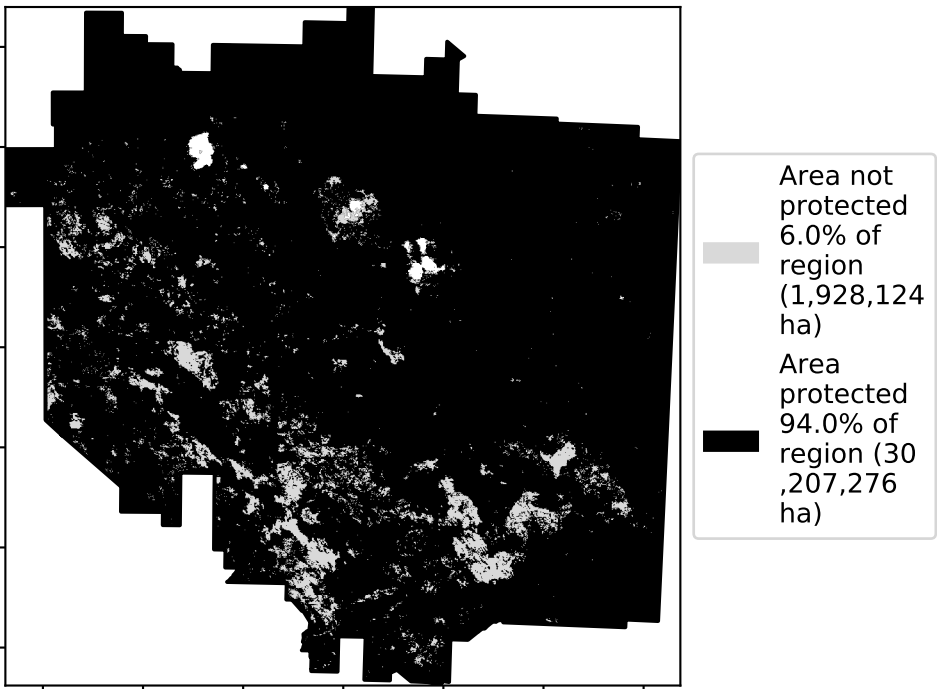 Area not
protected
6.0% of
region
(1,928,124
ha)
Area
protected
94.0% of
region (30
,207,276
ha)